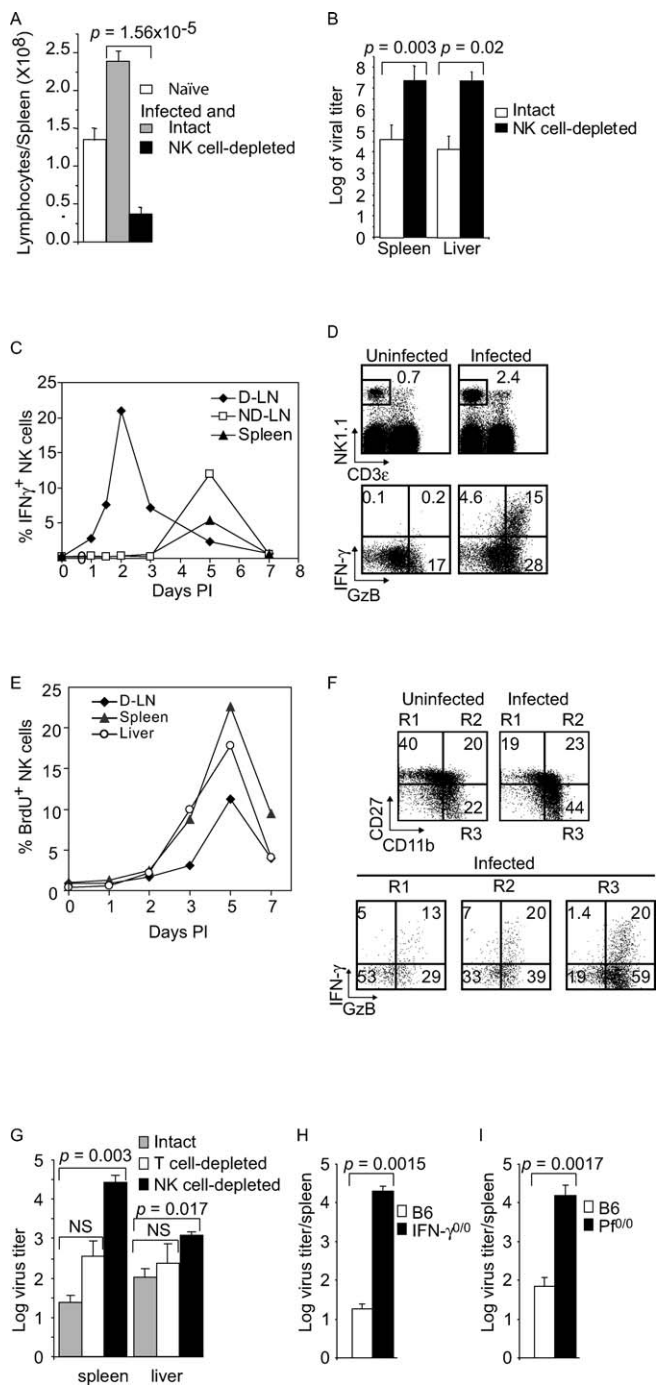 A
p = 1.56x10-5
Lymphocytes/Spleen (X108)
2.5
2.0
1.5
1.0
0.5
0.0
Naïve
Infected and
Intact
NK cell-depleted
B
p = 0.003 p = 0.02
Log of viral titer
8
7
6
5
4
3
2
1
0
Spleen Liver
Intact
NK cell-depleted
C
% IFNγ+ NK cells
25
20
15
10
5
0
D-LN
ND-LN
Spleen
0 1 2 3 4 5 6 7 8
Days PI
D
Uninfected Infected
0.7 2.4
NK1.1
CD3ε
0.1 0.2 4.6 15
17 28
IFN-γ
GzB
E
% BrdU+ NK cells
25
20
15
10
5
0
D-LN
Spleen
Liver
0 1 2 3 5 7
Days PI
F
Uninfected Infected
R1 R2 R1 R2
40 20 19 23
22 44
CD27
CD11b
R3 R3
Infected
R1 R2 R3
5 13 7 20 1.4 20
53 29 33 39 19 59
IFN-γ
GzB
G
Intact
T cell-depleted
NK cell-depleted
p = 0.003
p = 0.017
NS NS
Log virus titer
5
4
3
2
1
0
spleen liver
H
p = 0.0015
Log virus titer/spleen
5
4
3
2
1
0
B6
IFN-γ0/0
I
p = 0.0017
Log virus titer/spleen
5
4
3
2
1
0
B6
Pf0/0